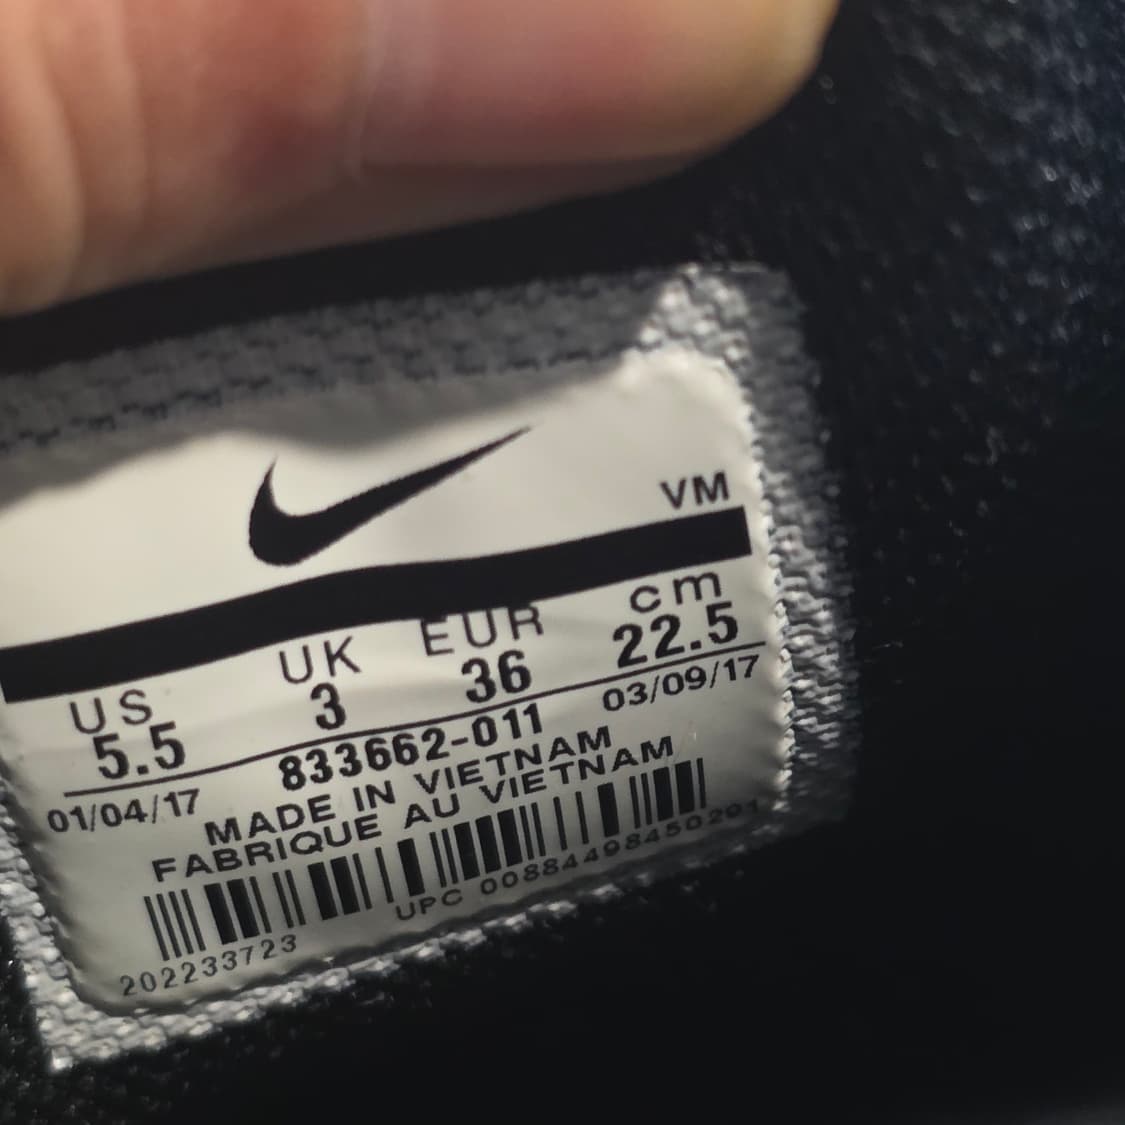 VM
US UK EUR cm
5.5 3 36 22.5
01/04/17 833662-011 03/09/17
MADE IN VIETNAM
FABRIQUE AU VIETNAM
202233723 UPC 00884498450291